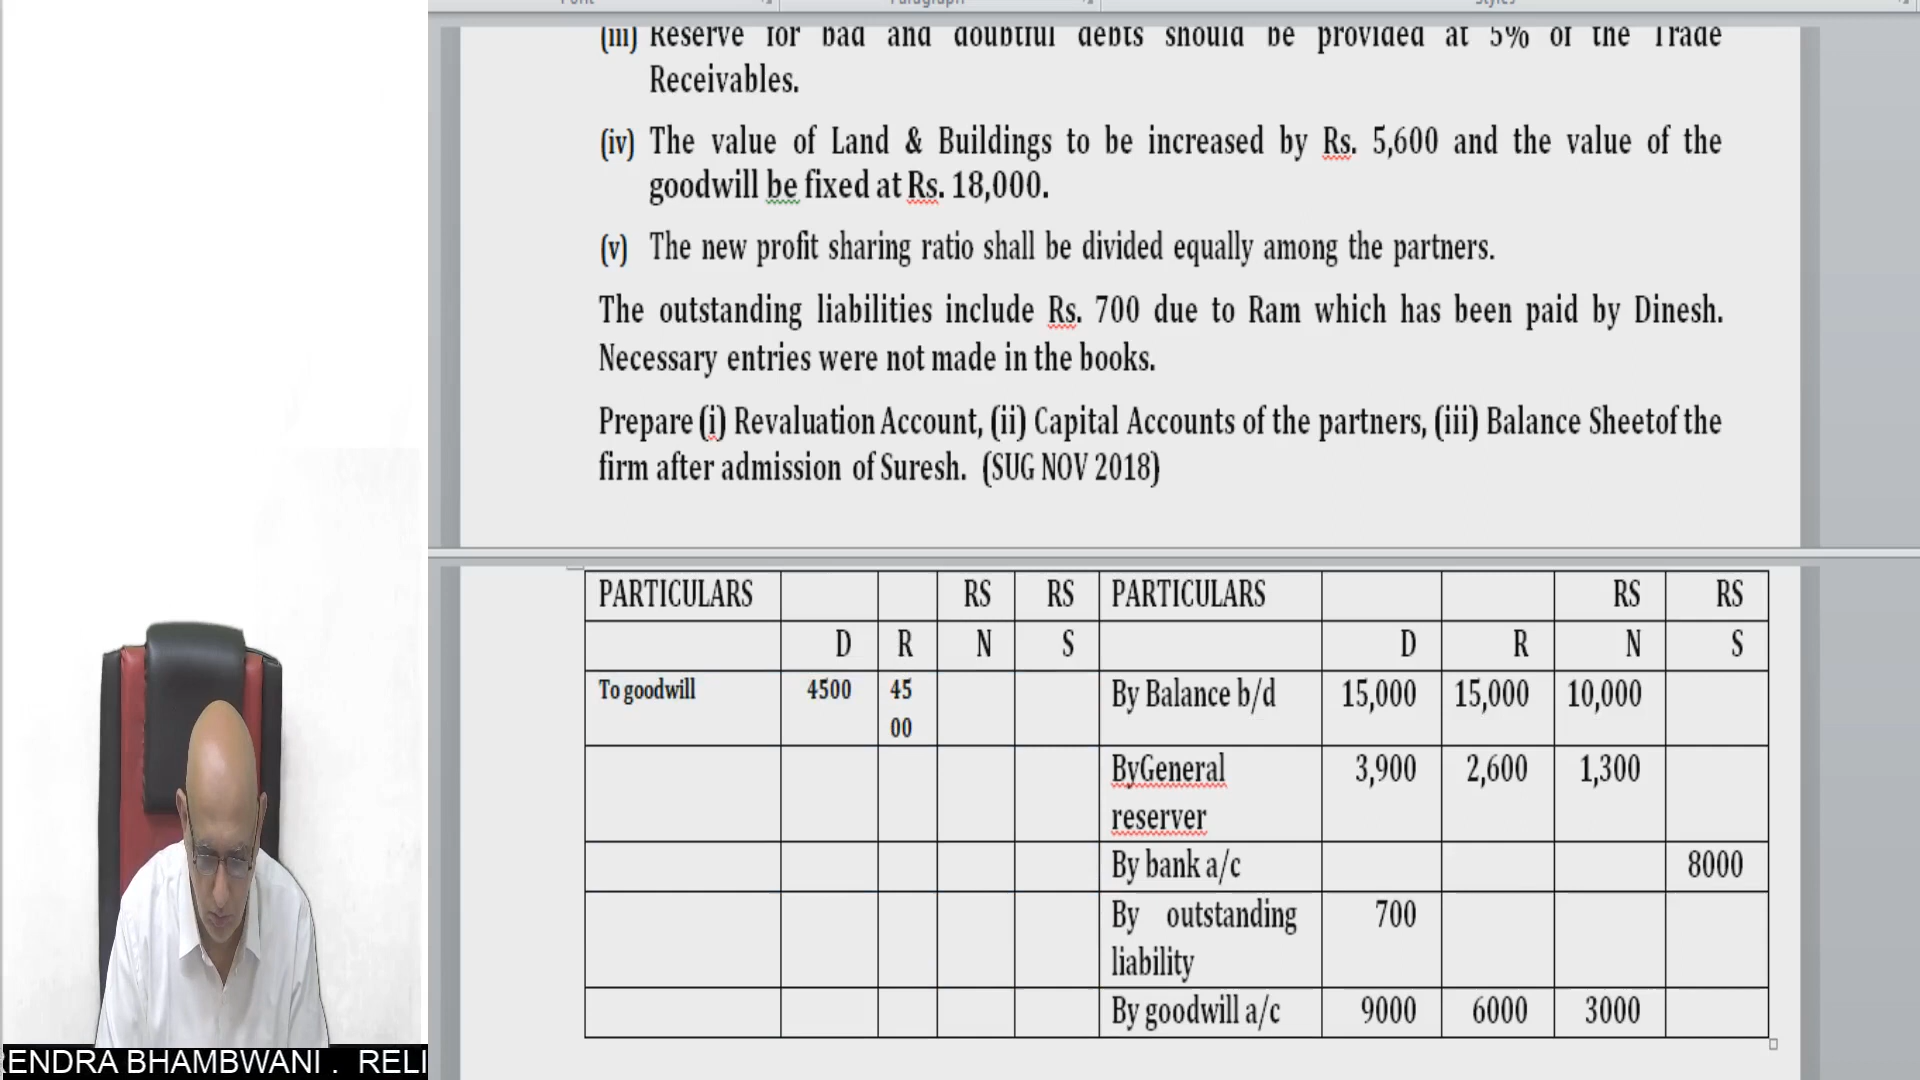 Paragraph
Styles
(iii) Reserve for bad and doubtful debts should be provided at 5% of the Trade
Receivables.
(iv) The value of Land & Buildings to be increased by Rs. 5,600 and the value of the
goodwill be fixed at Rs. 18,000.
(v) The new profit sharing ratio shall be divided equally among the partners.
The outstanding liabilities include Rs. 700 due to Ram which has been paid by Dinesh.
Necessary entries were not made in the books.
Prepare (i) Revaluation Account, (ii) Capital Accounts of the partners, (iii) Balance Sheetof the
firm after admission of Suresh. (SUG NOV 2018)
PARTICULARS RS RS PARTICULARS RS RS
D R N S D R N S
To goodwill 4500 45 By Balance b/d 15,000 15,000 10,000
00
ByGeneral 3,900 2,600 1,300
reserver
By bank a/c 8000
By outstanding 700
liability
By goodwill a/c 9000 6000 3000
ENDRA BHAMBWANI . RELI